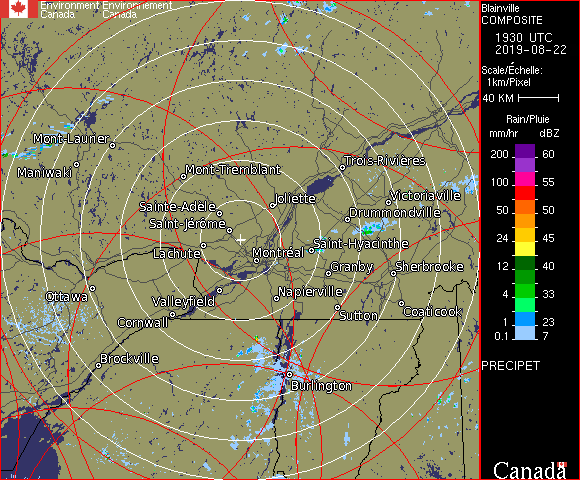 Environment Environnement
Canada Canada
Blainville
COMPOSITE
1930 UTC
2019-08-22
Scale/Échelle:
1km/Pixel
40 KM
Rain/Pluie
mm/hr dBZ
200 60
100 55
50 50
24 45
12 40
4 33
1 23
0.1 7
PRECIPET
Mont-Laurier
Maniwaki
Mont-Tremblant
Trois-Rivières
Joliette
Victoriaville
Sainte-Adele
Drummondville
Saint-Jérôme
Saint-Hyacinthe
Lachute
Montréal
Granby
Sherbrooke
Ottawa
Valleyfield
Napierville
Cornwall
Sutton
Coaticook
Brockville
Burlington
Canada